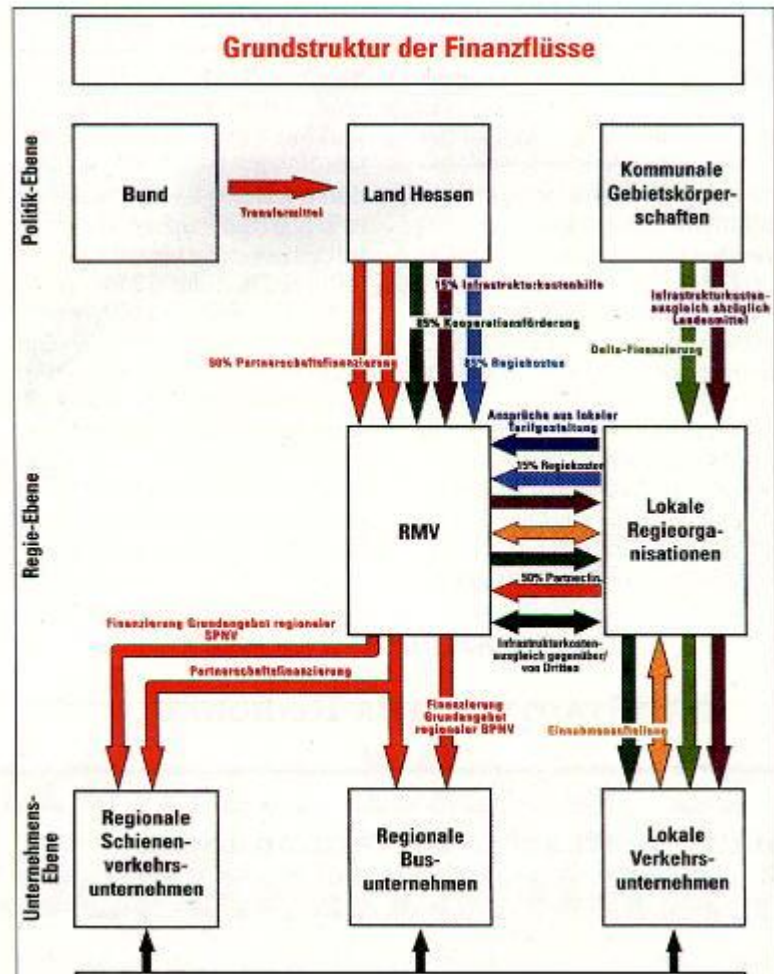 Grundstruktur der Finanzflüsse
Politik-Ebene
Bund
Transfermittel
Land Hessen
Kommunale
Gebietskörper-
schaften
15% Infrastrukturkostenhilfe
85% Kooperationsförderung
50% Partnerschaftsfinanzierung
85% Regiekosten
Infrastrukturkosten-
ausgleich abzüglich
Landesmittel
Delta-Finanzierung
Regie-Ebene
RMV
Ansprüche aus lokaler
Tarifgestaltung
15% Regiekosten
50% Partnerfin.
Infrastrukturkosten-
ausgleich gegenüber/
von Dritten
Lokale
Regieorga-
nisationen
Finanzierung Grundangebot regionaler
SPNV
Partnerschaftsfinanzierung
Finanzierung
Grundangebot
regionaler BPNV
Einnahmenaufteilung
Unternehmens-
Ebene
Regionale
Schienen-
verkehrs-
unternehmen
Regionale
Bus-
unternehmen
Lokale
Verkehrs-
unternehmen